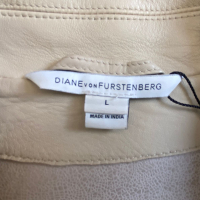 DIANE VON FURSTENBERG
L
MADE IN INDIA